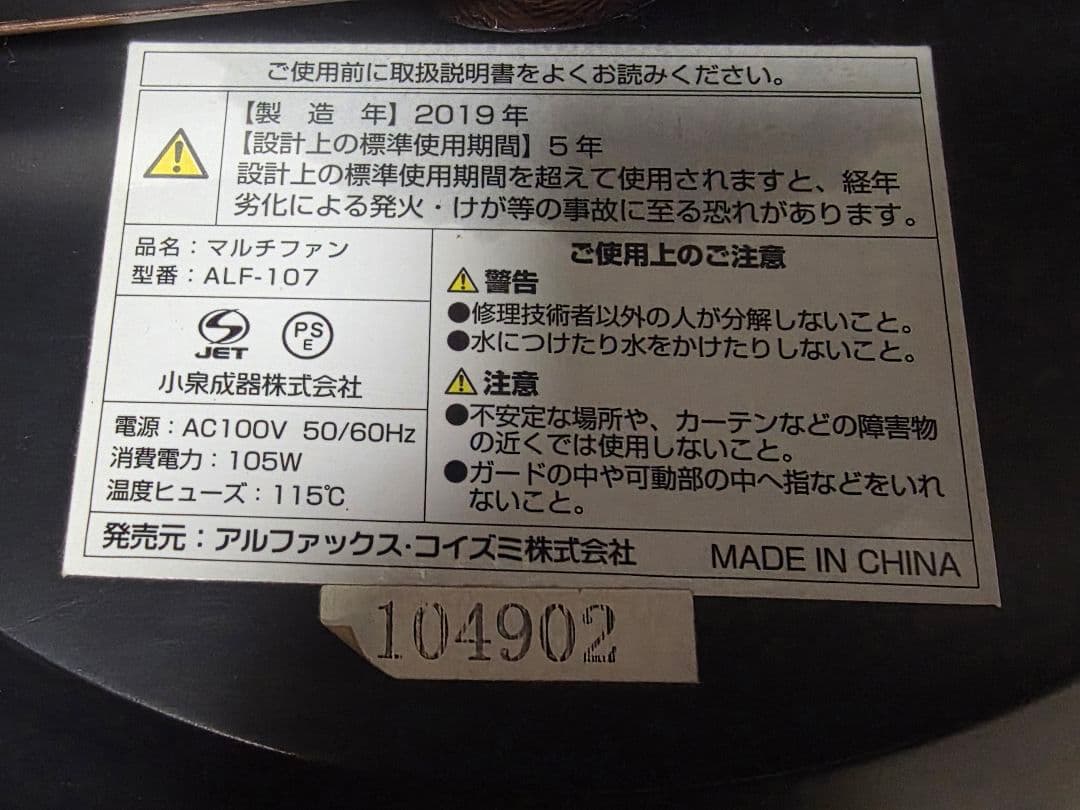 ご使用前に取扱説明書をよくお読みください。
【製 造 年】2019年
【設計上の標準使用期間】5年
設計上の標準使用期間を超えて使用されますと、経年
劣化による発火・けが等の事故に至る恐れがあります。
品名：マルチファン
型番：ALF-107
JET
PS
E
小泉成器株式会社
電源：AC100V 50/60Hz
消費電力：105W
温度ヒューズ：115℃
ご使用上のご注意
警告
●修理技術者以外の人が分解しないこと。
●水につけたり水をかけたりしないこと。
注意
●不安定な場所や、カーテンなどの障害物
の近くでは使用しないこと。
●ガードの中や可動部の中へ指などをいれ
ないこと。
発売元：アルファックス・コイズミ株式会社 MADE IN CHINA
104902